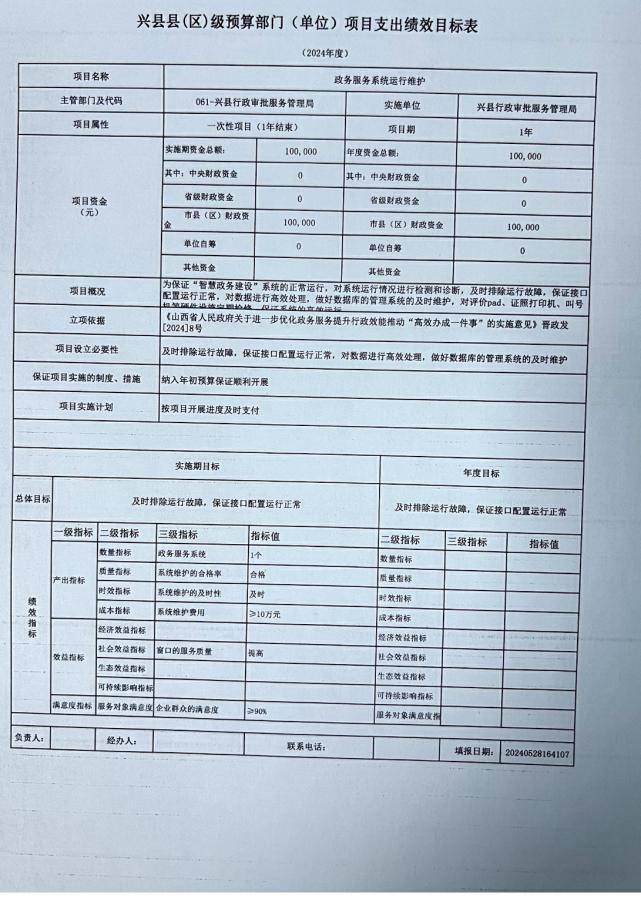 兴县县(区)级预算部门（单位）项目支出绩效目标表
（2024年度）
项目名称 政务服务系统运行维护
主管部门及代码 061-兴县行政审批服务管理局 实施单位 兴县行政审批服务管理局
项目属性 一次性项目（1年结束） 项目期 1年
项目资金
（元）
实施期资金总额: 100,000 年度资金总额: 100,000
其中: 中央财政资金 0 其中: 中央财政资金 0
省级财政资金 0 省级财政资金 0
市县（区）财政资金 100,000 市县（区）财政资金 100,000
单位自筹 0 单位自筹 0
其他资金 其他资金
项目概况
为保证“智慧政务建设”系统的正常运行，对系统运行情况进行检测和诊断，及时排除运行故障，保证接口
配置运行正常，对数据进行高效处理，做好数据库的管理系统的及时维护，对评价pad、证照打印机、叫号
立项依据
《山西省人民政府关于进一步优化政务服务提升行政效能推动“高效办成一件事”的实施意见》晋政发
[2024]8号
项目设立必要性 及时排除运行故障，保证接口配置运行正常，对数据进行高效处理，做好数据库的管理系统的及时维护
保证项目实施的制度、措施 纳入年初预算保证顺利开展
项目实施计划 按项目开展进度及时支付
实施期目标 年度目标
总体目标 及时排除运行故障，保证接口配置运行正常 及时排除运行故障，保证接口配置运行正常
绩效指标
一级指标 二级指标 三级指标 指标值 二级指标 三级指标 指标值
产出指标
数量指标 政务服务系统 1个 数量指标
质量指标 系统维护的合格率 合格 质量指标
时效指标 系统维护的及时性 及时 时效指标
成本指标 系统维护费用 ≥10万元 成本指标
效益指标
经济效益指标 经济效益指标
社会效益指标 窗口的服务质量 提高 社会效益指标
生态效益指标 生态效益指标
可持续影响指标 可持续影响指标
满意度指标 服务对象满意度 企业群众的满意度 ≥90% 服务对象满意度指
负责人: 经办人: 联系电话: 填报日期: 20240528164107